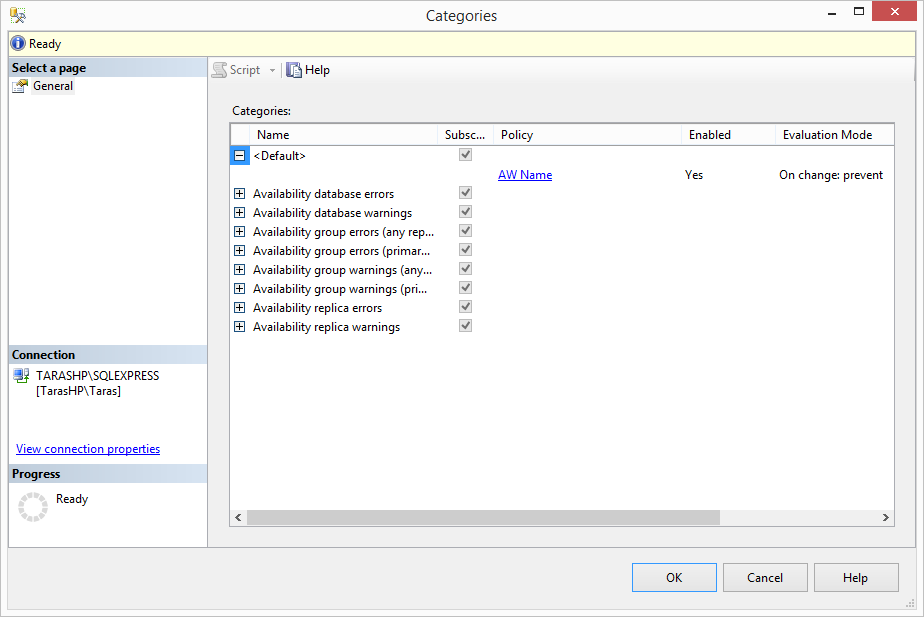 Categories
Ready
Select a page
General
Script
Help
Categories:
Name Subsc... Policy Enabled Evaluation Mode
<Default>
AW Name Yes On change: prevent
Availability database errors
Availability database warnings
Availability group errors (any rep...
Availability group errors (primar...
Availability group warnings (any...
Availability group warnings (pri...
Availability replica errors
Availability replica warnings
Connection
TARASHP\SQLEXPRESS
[TarasHP\Taras]
View connection properties
Progress
Ready
OK Cancel Help